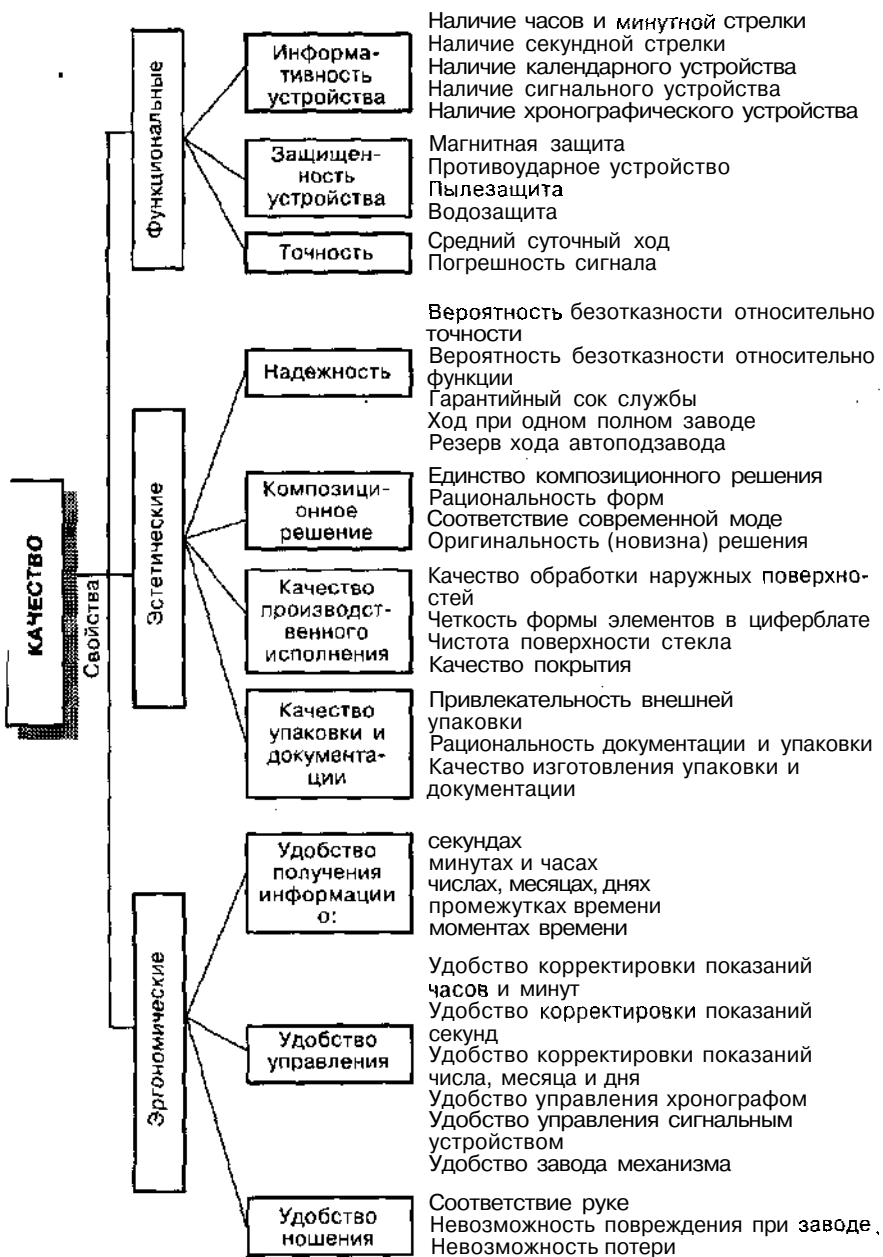 КАЧЕСТВО
Свойства
Функциональные
Информа-
тивность
устройства
Наличие часов и минутной стрелки
Наличие секундной стрелки
Наличие календарного устройства
Наличие сигнального устройства
Наличие хронографического устройства
Защищен-
ность
устройства
Магнитная защита
Противоударное устройство
Пылезащита
Водозащита
Точность
Средний суточный ход
Погрешность сигнала
Эстетические
Надежность
Вероятность безотказности относительно
точности
Вероятность безотказности относительно
функции
Гарантийный сок службы
Ход при одном полном заводе
Резерв хода автоподзавода
Композици-
онное
решение
Единство композиционного решения
Рациональность форм
Соответствие современной моде
Оригинальность (новизна) решения
Качество
производст-
венного
исполнения
Качество обработки наружных поверхно-
стей
Четкость формы элементов в циферблате
Чистота поверхности стекла
Качество покрытия
Качество
упаковки и
документа-
ции
Привлекательность внешней
упаковки
Рациональность документации и упаковки
Качество изготовления упаковки и
документации
Эргономические
Удобство
получения
информации
о:
секундах
минутах и часах
числах, месяцах, днях
промежутках времени
моментах времени
Удобство
управления
Удобство корректировки показаний
часов и минут
Удобство корректировки показаний
секунд
Удобство корректировки показаний
числа, месяца и дня
Удобство управления хронографом
Удобство управления сигнальным
устройством
Удобство завода механизма
Удобство
ношения
Соответствие руке
Невозможность повреждения при заводе
Невозможность потери